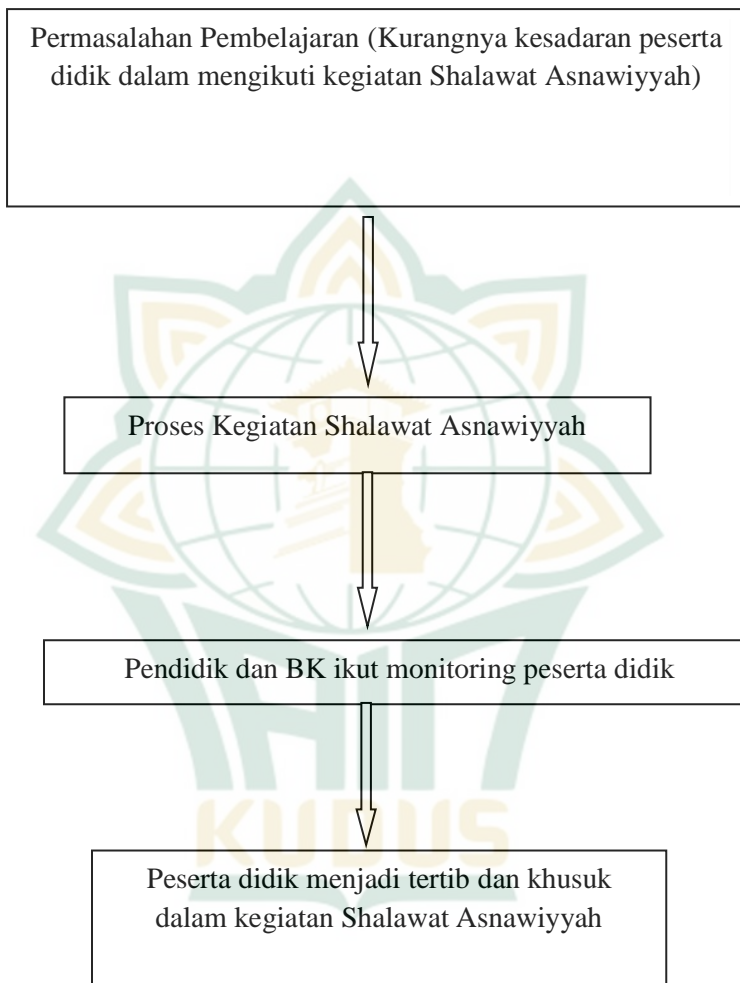 Permasalahan Pembelajaran (Kurangnya kesadaran peserta
didik dalam mengikuti kegiatan Shalawat Asnawiyyah)
Proses Kegiatan Shalawat Asnawiyyah
Pendidik dan BK ikut monitoring peserta didik
IAIN
KUDUS
Peserta didik menjadi tertib dan khusuk
dalam kegiatan Shalawat Asnawiyyah